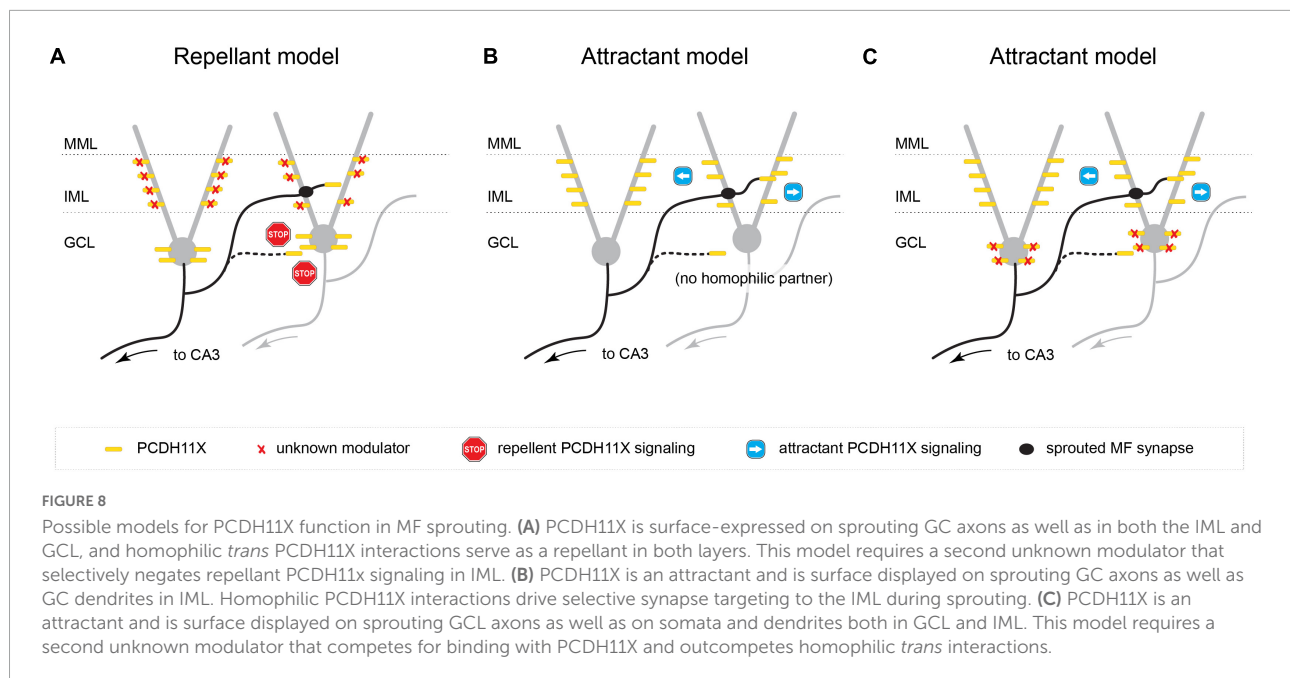 A
Repellant model
B
Attractant model
C
Attractant model
MML
IML
GCL
STOP
STOP
to CA3
MML
IML
GCL
(no homophilic partner)
to CA3
MML
IML
GCL
to CA3
PCDH11X
unknown modulator
STOP
repellent PCDH11X signaling
attractant PCDH11X signaling
sprouted MF synapse
FIGURE 8
Possible models for PCDH11X function in MF sprouting. (A) PCDH11X is surface-expressed on sprouting GC axons as well as in both the IML and
GCL, and homophilic trans PCDH11X interactions serve as a repellant in both layers. This model requires a second unknown modulator that
selectively negates repellant PCDH11x signaling in IML. (B) PCDH11X is an attractant and is surface displayed on sprouting GC axons as well as
GC dendrites in IML. Homophilic PCDH11X interactions drive selective synapse targeting to the IML during sprouting. (C) PCDH11X is an
attractant and is surface displayed on sprouting GCL axons as well as on somata and dendrites both in GCL and IML. This model requires a
second unknown modulator that competes for binding with PCDH11X and outcompetes homophilic trans interactions.